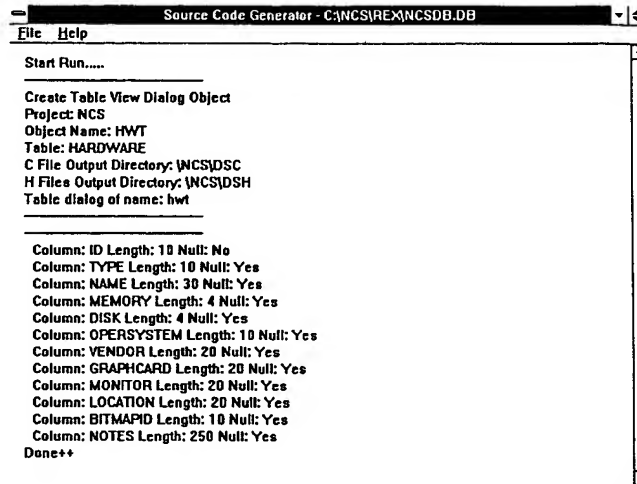 Source Code Generator - C:\NCS\REX\NCSDB.DB
File Help
Start Run.....
Create Table View Dialog Object
Project: NCS
Object Name: HWT
Table: HARDWARE
C File Output Directory: \NCS\DSC
H Files Output Directory: \NCS\DSH
Table dialog of name: hwt
Column: ID Length: 10 Null: No
Column: TYPE Length: 10 Null: Yes
Column: NAME Length: 30 Null: Yes
Column: MEMORY Length: 4 Null: Yes
Column: DISK Length: 4 Null: Yes
Column: OPERSYSTEM Length: 10 Null: Yes
Column: VENDOR Length: 20 Null: Yes
Column: GRAPHCARD Length: 20 Null: Yes
Column: MONITOR Length: 20 Null: Yes
Column: LOCATION Length: 20 Null: Yes
Column: BITMAPID Length: 10 Null: Yes
Column: NOTES Length: 250 Null: Yes
Done++